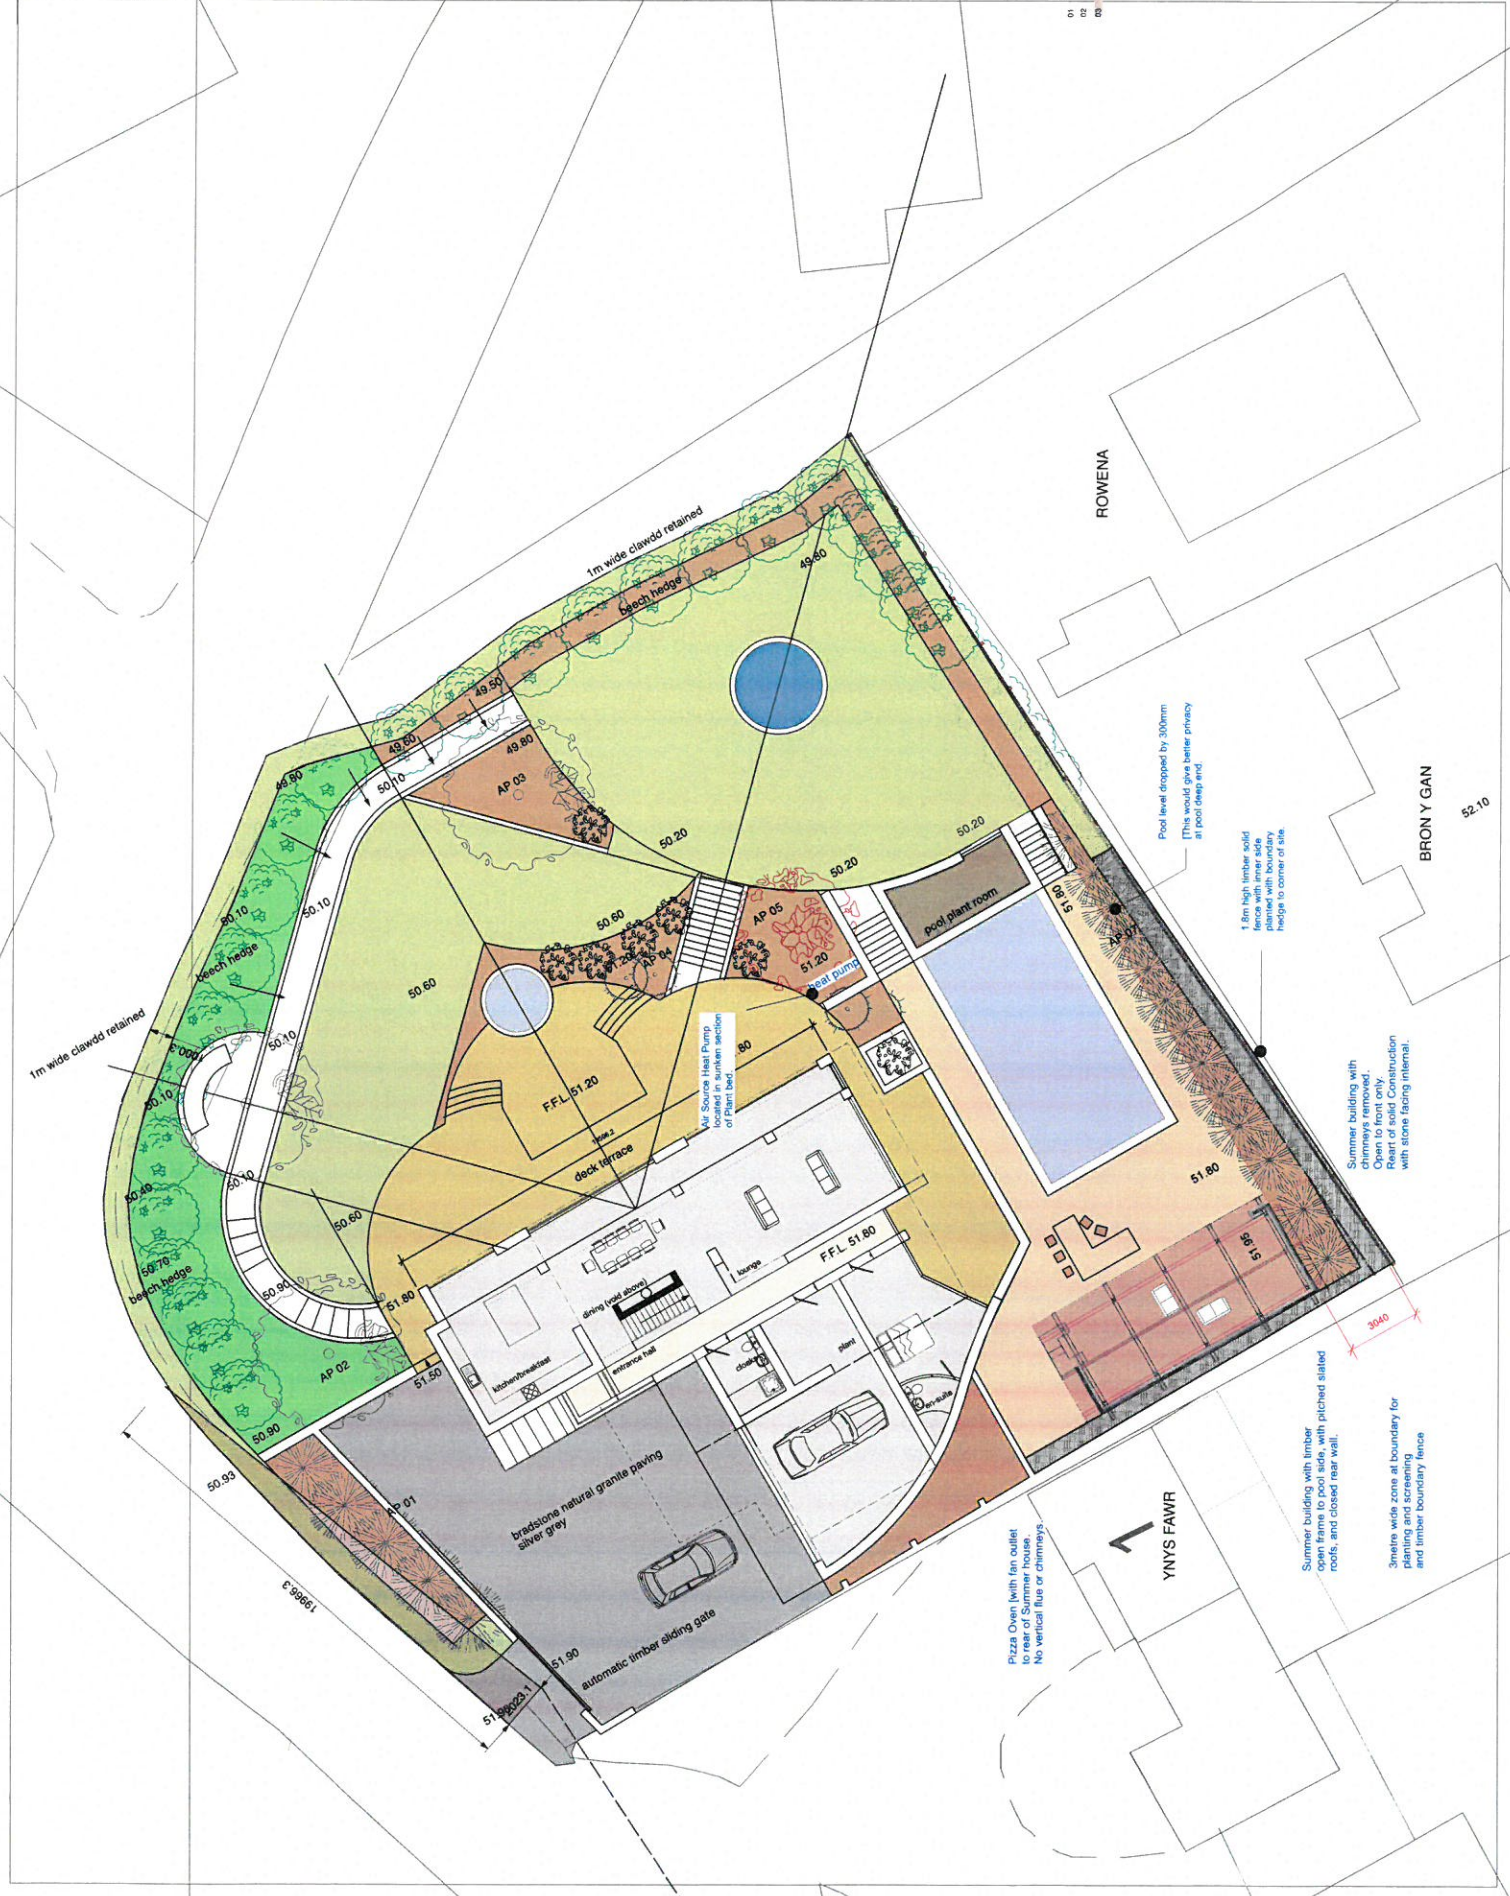 01
02
03
1m wide clawdd retained
beech hedge
49.80
ROWENA
49.50
49.60
49.80
49.80
50.10
AP 03
50.20
50.20
50.20
Pool level dropped by 300mm
[This would give better privacy
at pool deep end.
BRON Y GAN
52.10
1.8m high timber solid
fence with inner side
planted with boundary
hedge to corner of site.
pool plant room
51.80
AP 07
AP 05
51.20
heat pump
50.60
AP 04
50.60
50.10
50.10
beech hedge
50.10
1m wide clawdd retained
50.10
50.10
50.40
50.60
50.70
beech hedge
50.90
AP 02
51.80
51.50
50.90
50.93
F.F.L. 51.20
deck terrace
Air Source Heat Pump
located in sunken section
of Plant bed.
Summer building with
chimneys removed.
Open to front only.
Reart of solid Construction
with stone facing internal.
51.80
51.95
3040
dining (void above)
lounge
F.F.L 51.80
kitchen/breakfast
entrance hall
cloaks
plant
en-suite
AP 01
bradstone natural granite paving
silver grey
19966.3
automatic timber sliding gate
51.90
2023.1
Pizza Oven [with fan outlet
to rear of Summer house.
No vertical flue or chimneys
1
YNYS FAWR
Summer building with timber
open frame to pool side, with pitched slated
roofs, and closed rear wall.
3metre wide zone at boundary for
planting and screening
and timber boundary fence